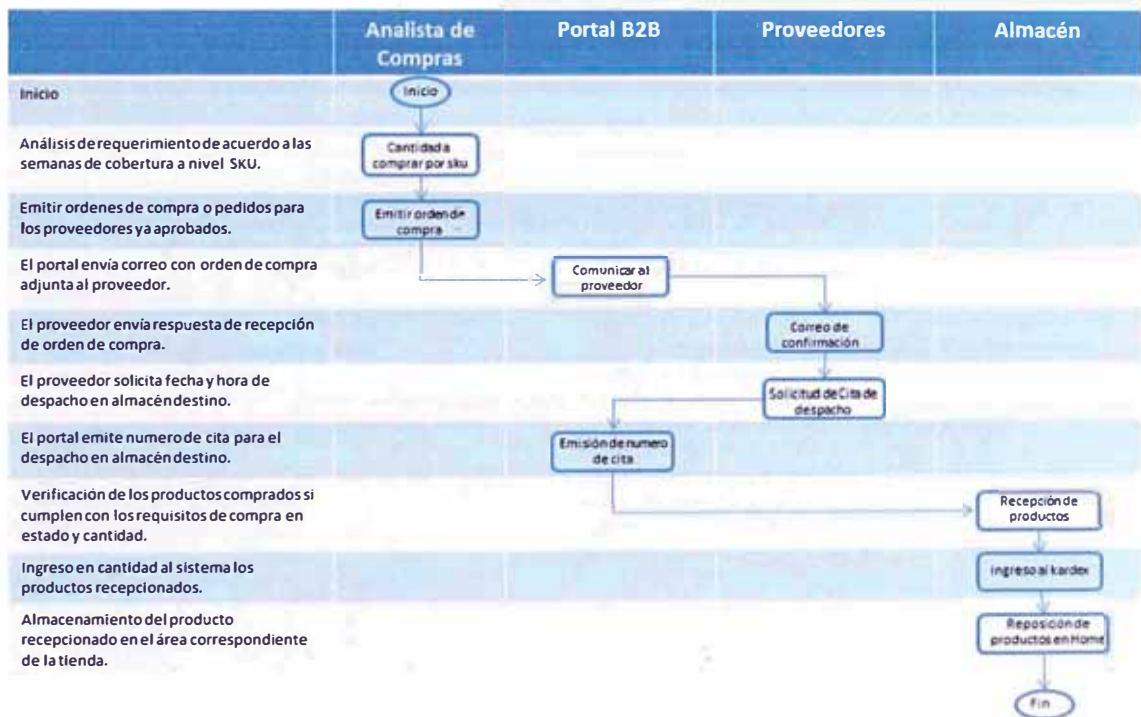 Analista de
Compras
Portal B2B
Proveedores
Almacén
Inicio
Inicio
Análisis de requerimiento de acuerdo a las
semanas de cobertura a nivel SKU.
Cantidad a
comprar por sku
Emitir ordenes de compra o pedidos para
los proveedores ya aprobados.
Emitir orden de
compra
El portal envía correo con orden de compra
adjunta al proveedor.
Comunicar al
proveedor
El proveedor envía respuesta de recepción
de orden de compra.
Correo de
confirmación
El proveedor solicita fecha y hora de
despacho en almacén destino.
Solicitud de Cita de
despacho
El portal emite numero de cita para el
despacho en almacén destino.
Emisión de numero
de cita
Verificación de los productos comprados si
cumplen con los requisitos de compra en
estado y cantidad.
Recepción de
productos
Ingreso en cantidad al sistema los
productos recepcionados.
Ingreso al kardex
Almacenamiento del producto
recepcionado en el área correspondiente
de la tienda.
Reposición de
productos en Home
Fin